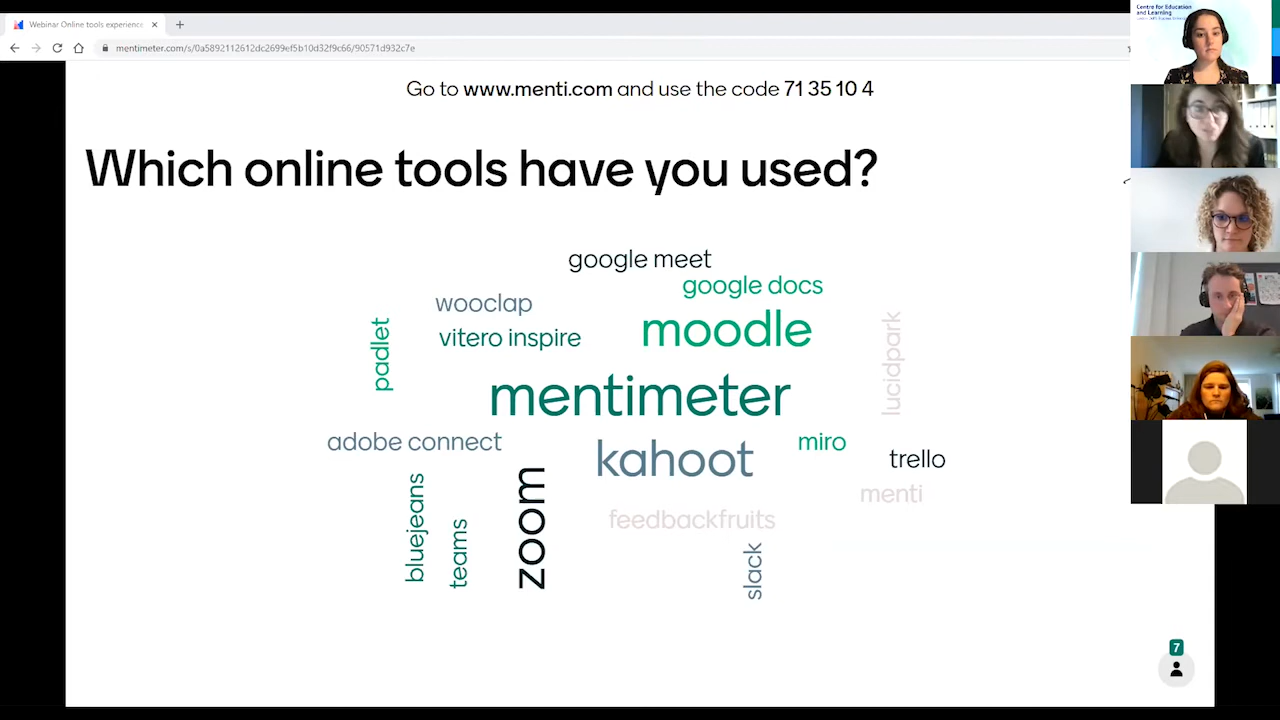 Webinar Online tools experience
mentimeter.com/s/0a5892112612dc2699ef5b10d32f9c66/90571d932c7e
Centre for Education
and Learning
Go to www.menti.com and use the code 71 35 10 4
Which online tools have you used?
google meet
google docs
wooclap
padlet
vitero inspire
moodle
lucidpark
mentimeter
adobe connect
kahoot
miro
trello
menti
bluejeans
teams
zoom
feedbackfruits
slack
7